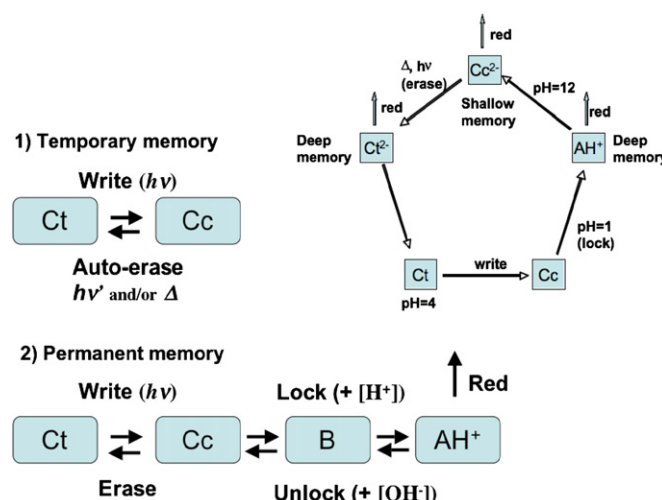 red
Δ, hν
(erase)
Cc²⁻
pH=12
red
Shallow
memory
red
Deep
memory
Ct²⁻
AH⁺
Deep
memory
1) Temporary memory
Write (hν)
Ct
Cc
Auto-erase
hν' and/or Δ
pH=1
(lock)
Ct
write
Cc
pH=4
2) Permanent memory
Write (hν)
Lock (+ [H⁺])
Red
Ct
Cc
B
AH⁺
Erase
Unlock (+ [OH⁻])